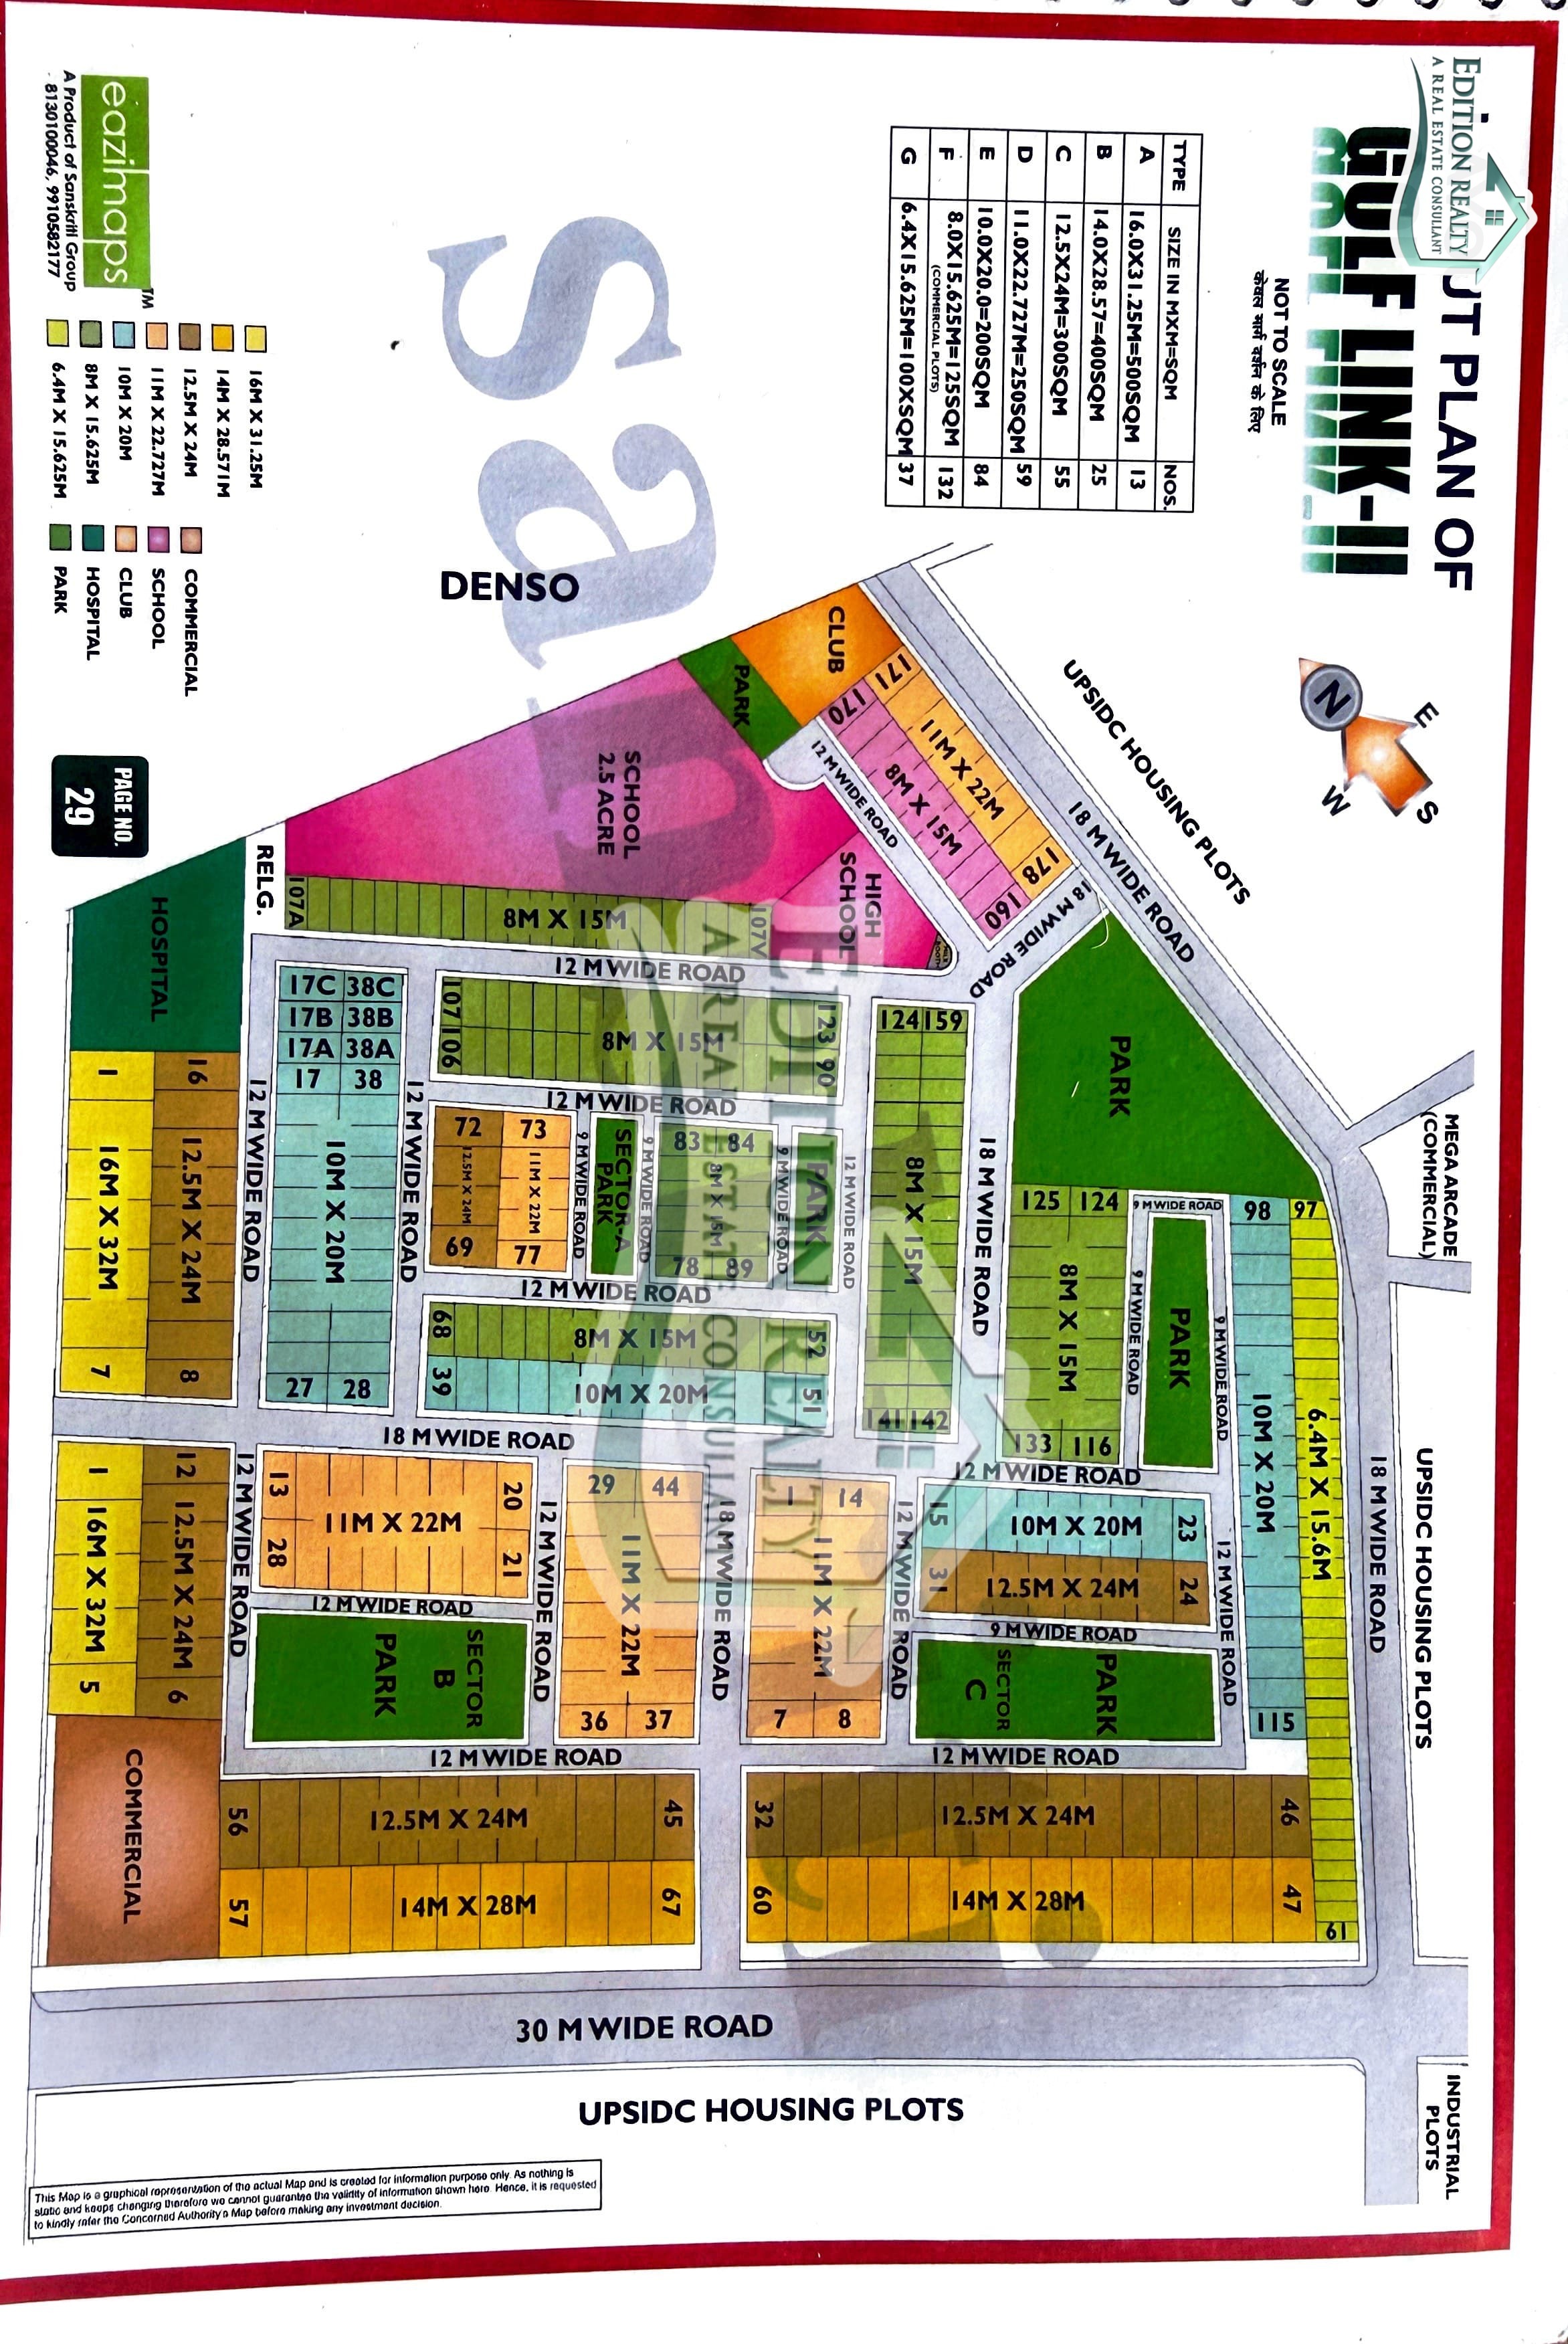 EDITION REALTY
A REAL ESTATE CONSULLANT
UT PLAN OF
GOLF LINK-II
NOT TO SCALE
केवल मार्ग दर्शन के लिए
E
S
N
W
TYPE SIZE IN MXM=SQM NOS.
A 16.0X31.25M=500SQM 13
B 14.0X28.57=400SQM 25
C 12.5X24M=300SQM 55
D 11.0X22.727M=250SQM 59
E 10.0X20.0=200SQM 84
F 8.0X15.625M=125SQM 132
(COMMERCIAL PLOTS)
G 6.4X15.625M=100XSQM 37
MEGA ARCADE
(COMMERCIAL)
UPSIDC HOUSING PLOTS
INDUSTRIAL
PLOTS
18 M WIDE ROAD
97 6.4M X 15.6M 61
98 10M X 20M 115
46 47
UPSIDC HOUSING PLOTS
18 M WIDE ROAD
PARK
9 M WIDE ROAD
12 M WIDE ROAD
9 M WIDE ROAD
PARK
9 M WIDE ROAD
23 24
10M X 20M
12.5M X 24M
15 31
12 M WIDE ROAD
9 M WIDE ROAD
PARK
SECTOR
C
12 M WIDE ROAD
12.5M X 24M
14M X 28M
32 60
124 116
8M X 15M
125 133
18 M WIDE ROAD
18 M WIDE ROAD
178
11M X 22M
171
160
8M X 15M
170
12 M WIDE ROAD
CLUB
PARK
MILK
BOOTH
HIGH
SCHOOL
124 159
8M X 15M
141 142
12 M WIDE ROAD
12 M WIDE ROAD
14 8
11M X 22M
1 7
18 M WIDE ROAD
123 90
8M X 15M
107 106
PARK
9 M WIDE ROAD
84 89
8M X 15M
83 78
9 M WIDE ROAD
SECTOR-A
PARK
9 M WIDE ROAD
73 11M X 22M 77
72 12.5M X 24M 69
12 M WIDE ROAD
12 M WIDE ROAD
12 M WIDE ROAD
52 51
8M X 15M
10M X 20M
68 39
EDITION REALTY
A REAL ESTATE CONSULLANT
107V
8M X 15M
107A
SCHOOL
2.5 ACRE
DENSO
44 37
11M X 22M
29 36
12 M WIDE ROAD
18 M WIDE ROAD
20 21
11M X 22M
13 28
12 M WIDE ROAD
SECTOR
B
PARK
12 M WIDE ROAD
45 67
12.5M X 24M
14M X 28M
56 57
30 M WIDE ROAD
UPSIDC HOUSING PLOTS
12 M WIDE ROAD
17C 38C
17B 38B
17A 38A
17 38
10M X 20M
28
27
RELG.
12 M WIDE ROAD
12 M WIDE ROAD
HOSPITAL
16 12.5M X 24M 8
1 16M X 32M 7
12 12.5M X 24M 6
1 16M X 32M 5
COMMERCIAL
16M X 31.25M
14M X 28.571M
12.5M X 24M
11M X 22.727M
10M X 20M
8M X 15.625M
6.4M X 15.625M
COMMERCIAL
SCHOOL
CLUB
HOSPITAL
PARK
eazimaps TM
A Product of Sanskriti Group
8130100046, 9910582177
PAGE NO.
29
This Map is a graphical representation of the actual Map and is created for information purpose only. As nothing is
static and keeps changing therefore we cannot guarantee the validity of information shown here. Hence, it is requested
to kindly refer the Concerned Authority's Map before making any investment decision.